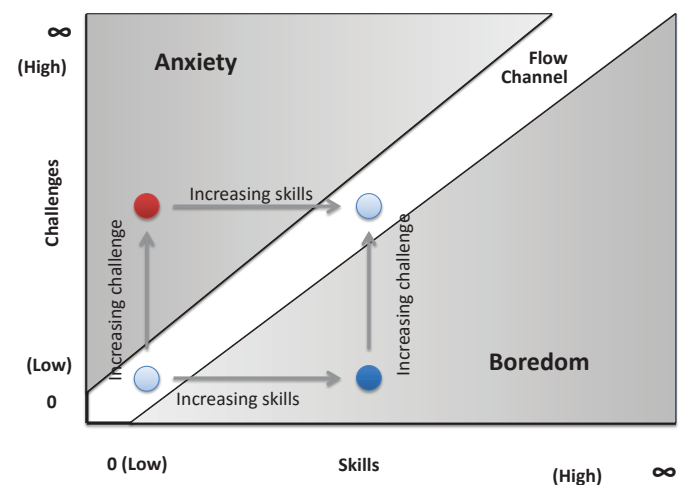 ∞
(High)
Anxiety
Flow
Channel
Challenges
Increasing skills
Increasing challenge
Increasing challenge
(Low)
0
Boredom
Increasing skills
0 (Low)
Skills
(High)
∞